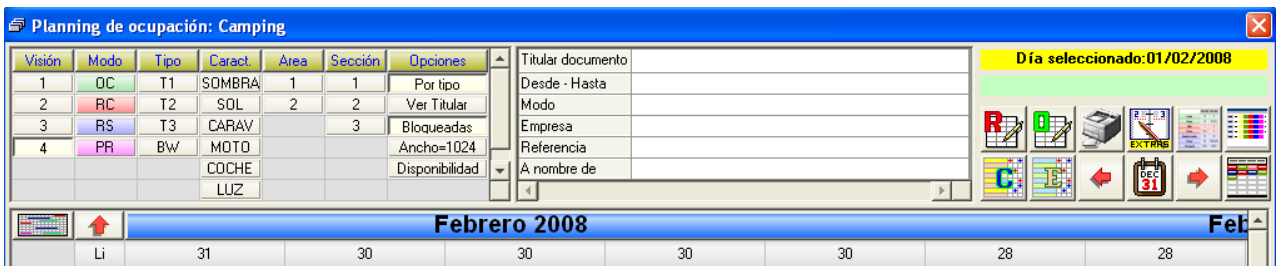 Planning de ocupación: Camping
Visión Modo Tipo Caract. Area Sección Opciones
1 OC T1 SOMBRA 1 1 Por tipo
2 RC T2 SOL 2 2 Ver Titular
3 RS T3 CARAV 3 Bloqueadas
4 PR BW MOTO Ancho=1024
COCHE Disponibilidad
LUZ
Titular documento
Desde - Hasta
Modo
Empresa
Referencia
A nombre de
Día seleccionado:01/02/2008
R O EXTRAS
C E DEC 31
Febrero 2008 Feb
Li 31 30 30 30 30 28 28